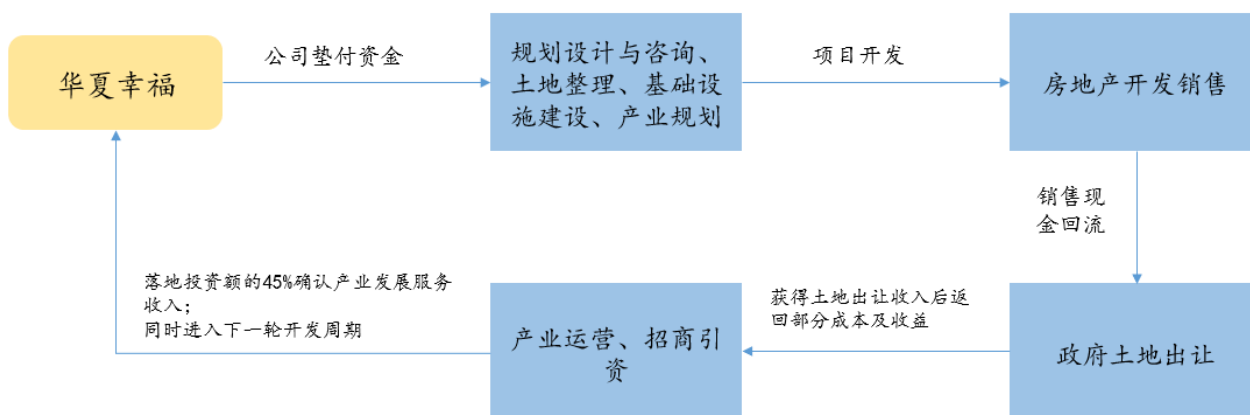 华夏幸福
公司垫付资金
规划设计与咨询、
土地整理、基础设
施建设、产业规划
项目开发
房地产开发销售
销售现
金回流
政府土地出让
获得土地出让收入后返
回部分成本及收益
产业运营、招商引
资
落地投资额的45%确认产业发展服务
收入；
同时进入下一轮开发周期